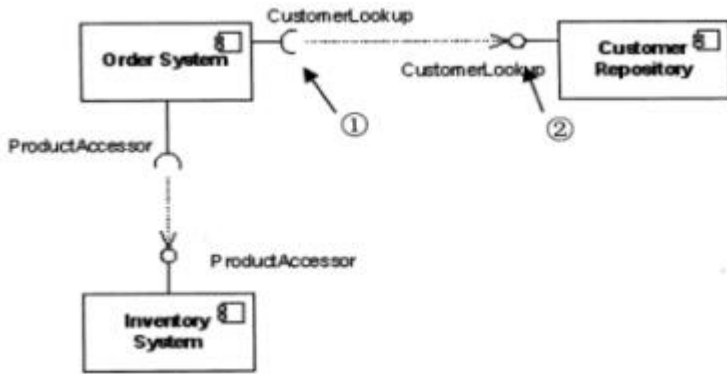 CustomerLookup
Order System
CustomerLookup
Customer
Repository
①
②
ProductAccessor
ProductAccessor
Inventory
System